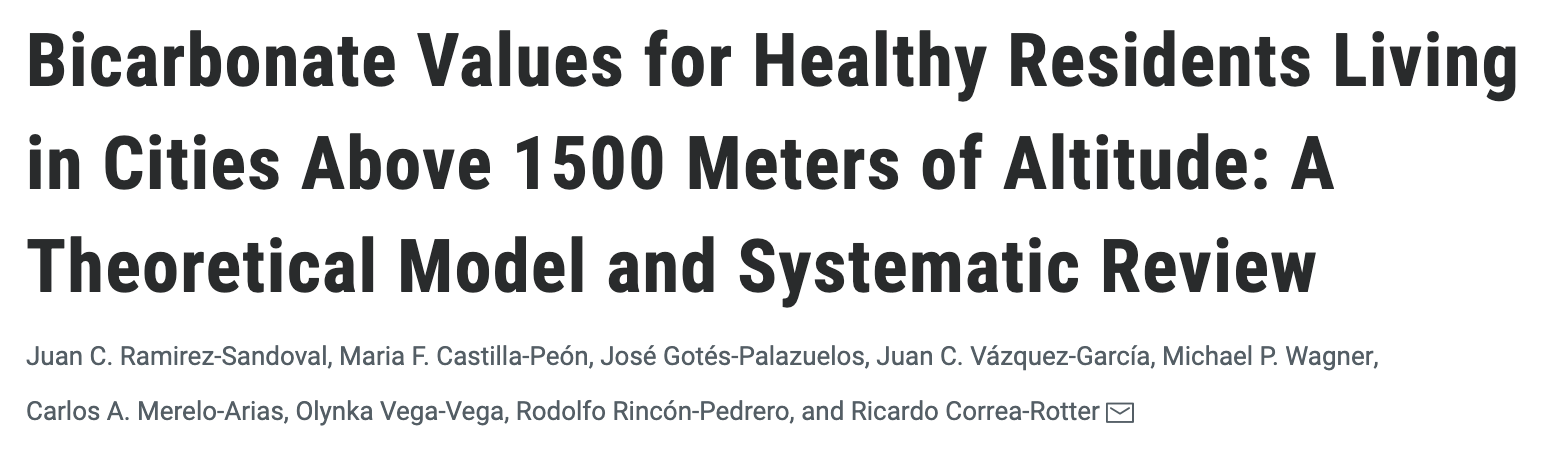 Bicarbonate Values for Healthy Residents Living
in Cities Above 1500 Meters of Altitude: A
Theoretical Model and Systematic Review
Juan C. Ramirez-Sandoval, Maria F. Castilla-Peón, José Gotés-Palazuelos, Juan C. Vázquez-García, Michael P. Wagner,
Carlos A. Merelo-Arias, Olynka Vega-Vega, Rodolfo Rincón-Pedrero, and Ricardo Correa-Rotter